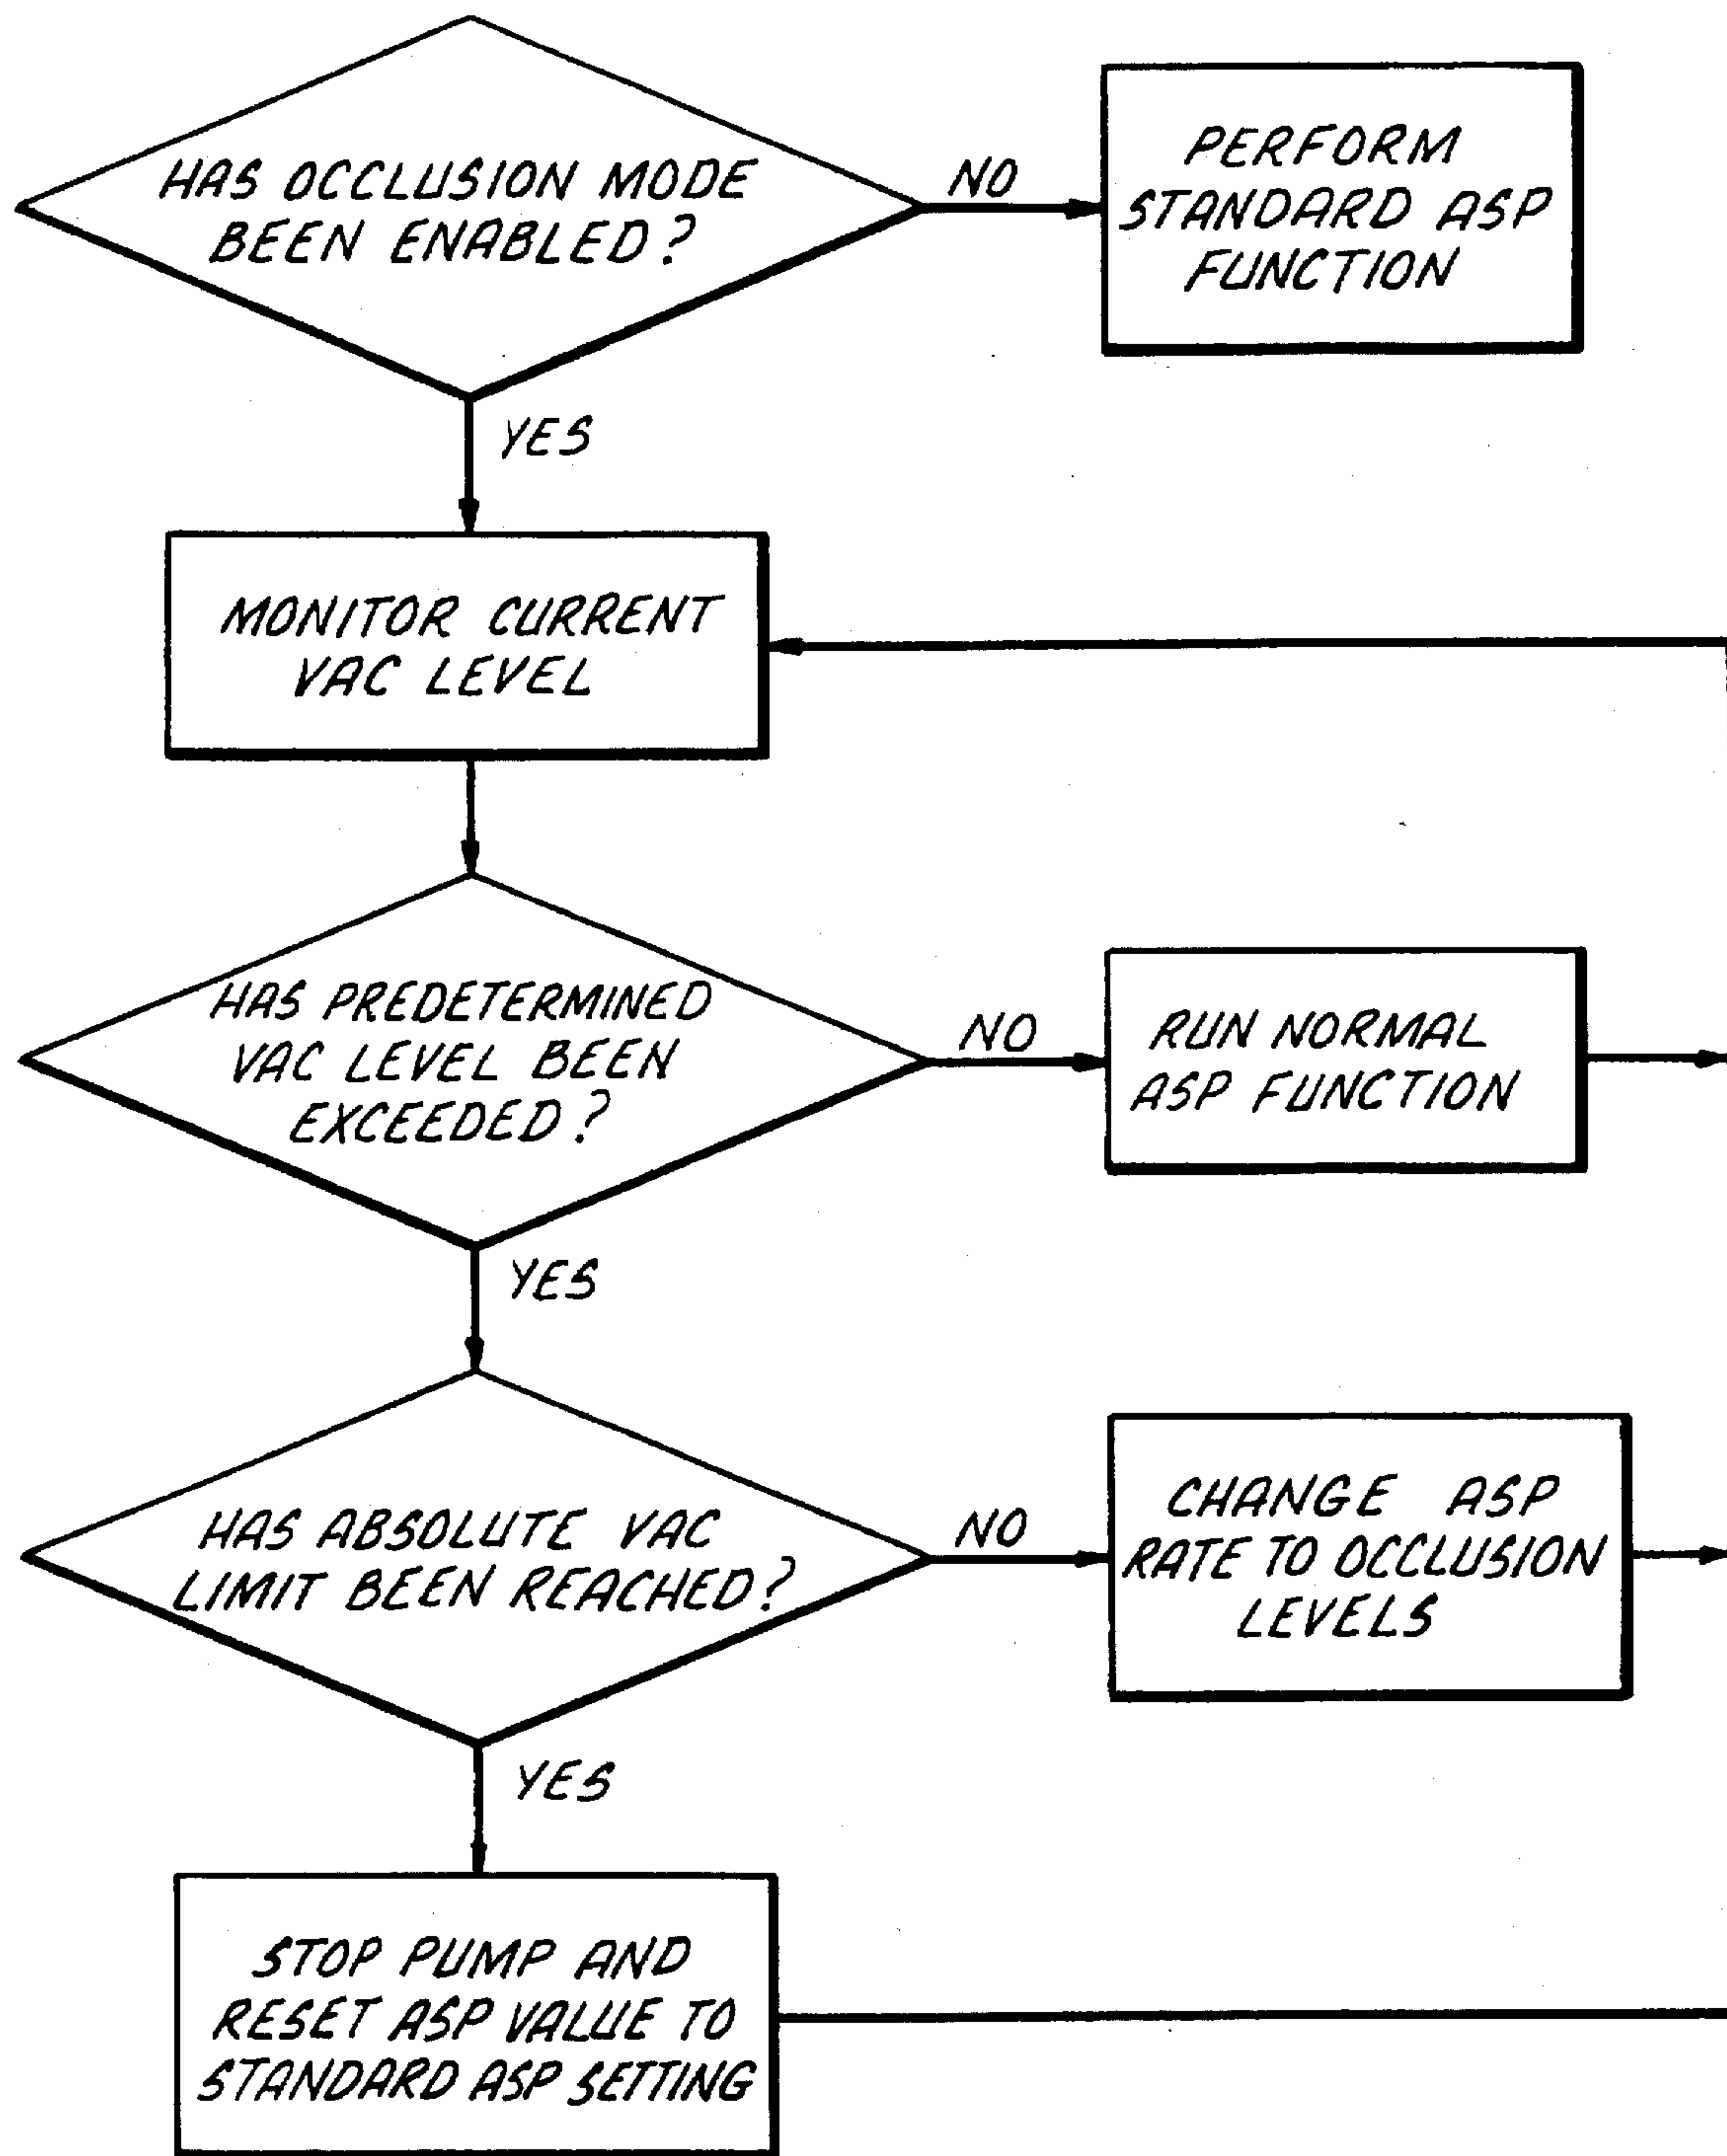 HAS OCCLUSION MODE
BEEN ENABLED?
NO
PERFORM
STANDARD ASP
FUNCTION
YES
MONITOR CURRENT
VAC LEVEL
HAS PREDETERMINED
VAC LEVEL BEEN
EXCEEDED?
NO
RUN NORMAL
ASP FUNCTION
YES
HAS ABSOLUTE VAC
LIMIT BEEN REACHED?
NO
CHANGE ASP
RATE TO OCCLUSION
LEVELS
YES
STOP PUMP AND
RESET ASP VALUE TO
STANDARD ASP SETTING